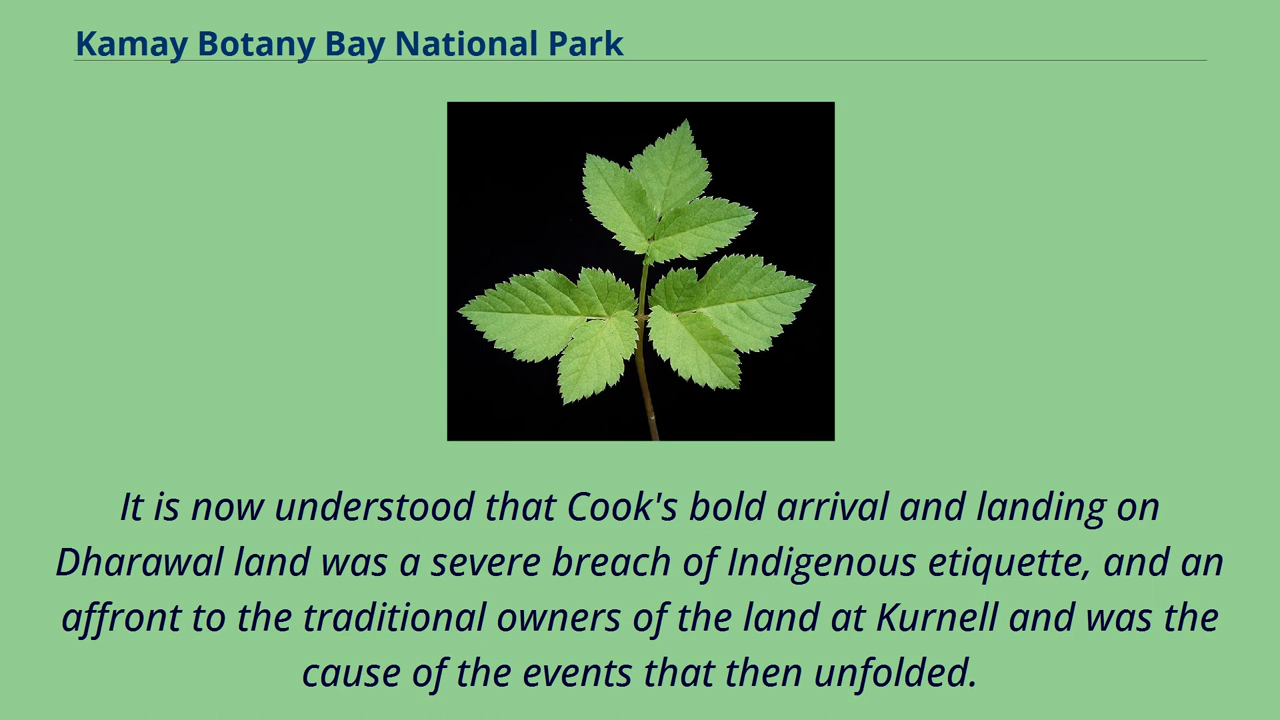 Kamay Botany Bay National Park
It is now understood that Cook's bold arrival and landing on
Dharawal land was a severe breach of Indigenous etiquette, and an
affront to the traditional owners of the land at Kurnell and was the
cause of the events that then unfolded.